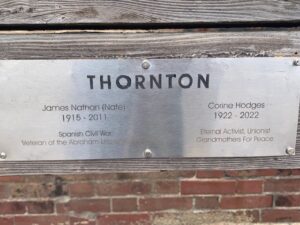 THORNTON
James Nathan (Nate)
1915 - 2011
Spanish Civil War
Veteran of the Abraham
Corine Hodges
1922 - 2022
Eternal Activist, Unionist
Grandmothers For Peace